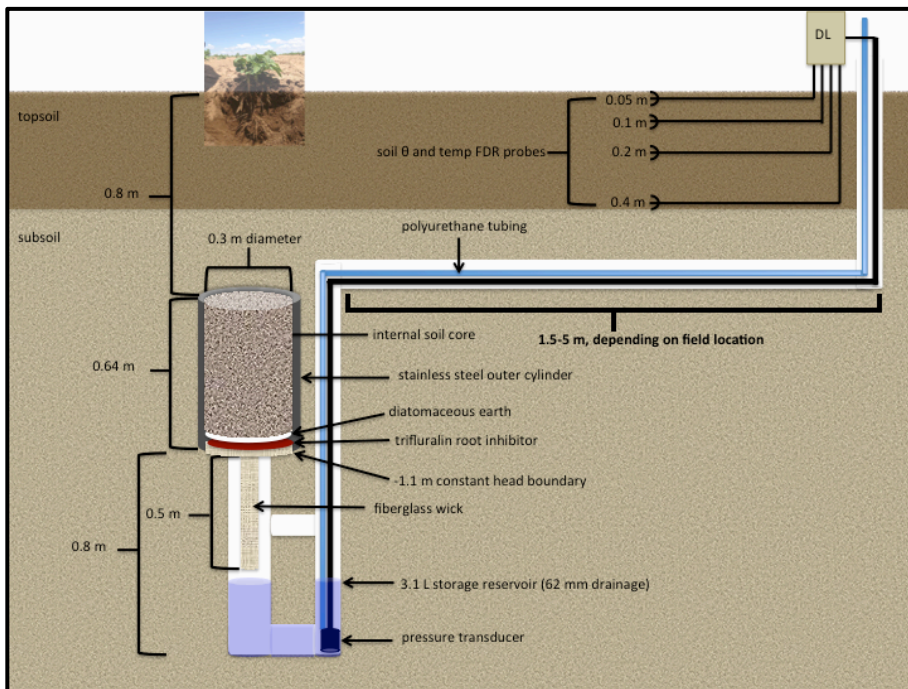 DL
topsoil
0.05 m
0.1 m
soil θ and temp FDR probes
0.2 m
0.8 m
0.4 m
polyurethane tubing
subsoil
0.3 m diameter
internal soil core
1.5-5 m, depending on field location
0.64 m
stainless steel outer cylinder
diatomaceous earth
trifluralin root inhibitor
-1.1 m constant head boundary
0.5 m
fiberglass wick
0.8 m
3.1 L storage reservoir (62 mm drainage)
pressure transducer